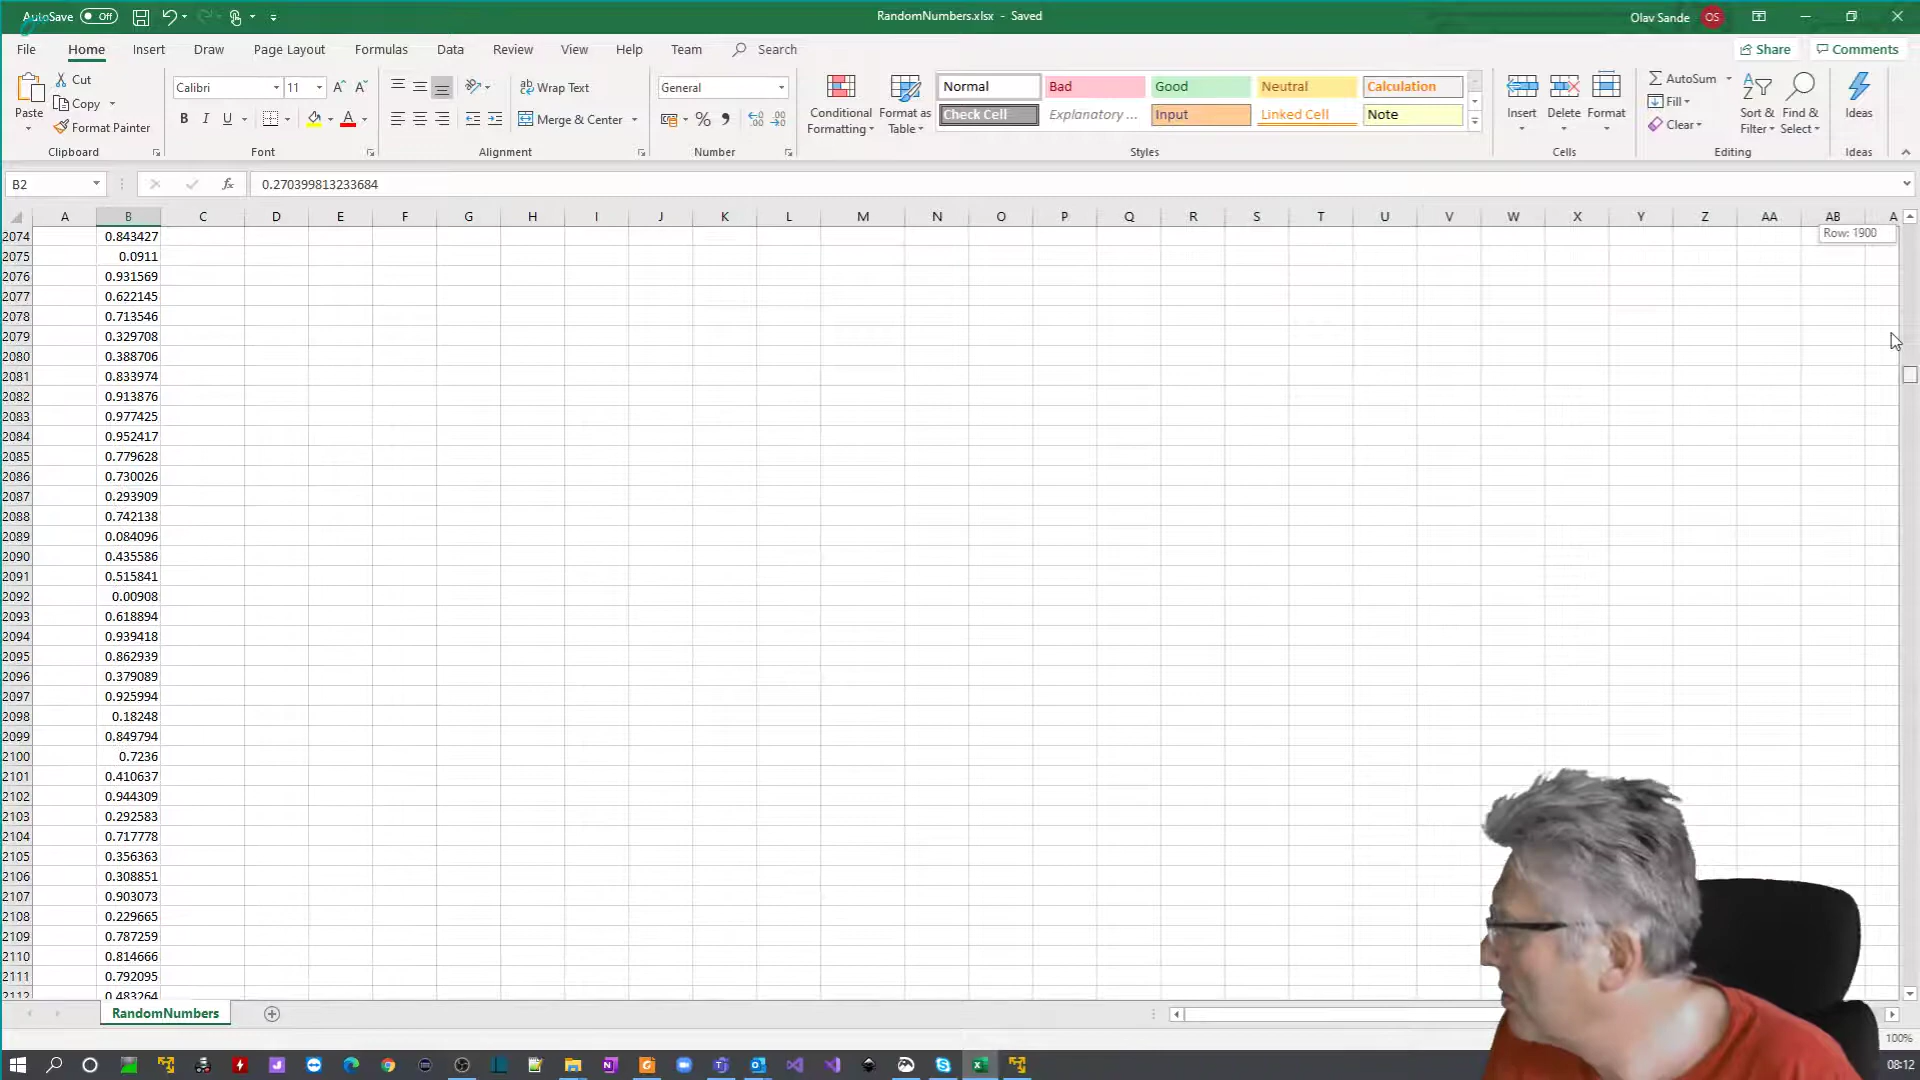 AutoSave Off RandomNumbers.xlsx - Saved Olav Sande OS
File Home Insert Draw Page Layout Formulas Data Review View Help Team Search Share Comments
Paste Cut Copy Format Painter Clipboard
Calibri 11 A A B I U A Font
Wrap Text Merge & Center Alignment
General % Number
Conditional Formatting Format as Table
Normal Bad Good Neutral Calculation
Check Cell Explanatory ... Input Linked Cell Note
Styles
Insert Delete Format Cells
AutoSum Fill Clear Sort & Filter Find & Select Editing
Ideas Ideas
B2 fx 0.270399813233684
A B C D E F G H I J K L M N O P Q R S T U V W X Y Z AA AB A
Row: 1900
2074 0.843427
2075 0.0911
2076 0.931569
2077 0.622145
2078 0.713546
2079 0.329708
2080 0.388706
2081 0.833974
2082 0.913876
2083 0.977425
2084 0.952417
2085 0.779628
2086 0.730026
2087 0.293909
2088 0.742138
2089 0.084096
2090 0.435586
2091 0.515841
2092 0.00908
2093 0.618894
2094 0.939418
2095 0.862939
2096 0.379089
2097 0.925994
2098 0.18248
2099 0.849794
2100 0.7236
2101 0.410637
2102 0.944309
2103 0.292583
2104 0.717778
2105 0.356363
2106 0.308851
2107 0.903073
2108 0.229665
2109 0.787259
2110 0.814666
2111 0.792095
2112 0.483264
RandomNumbers
100%
08:12